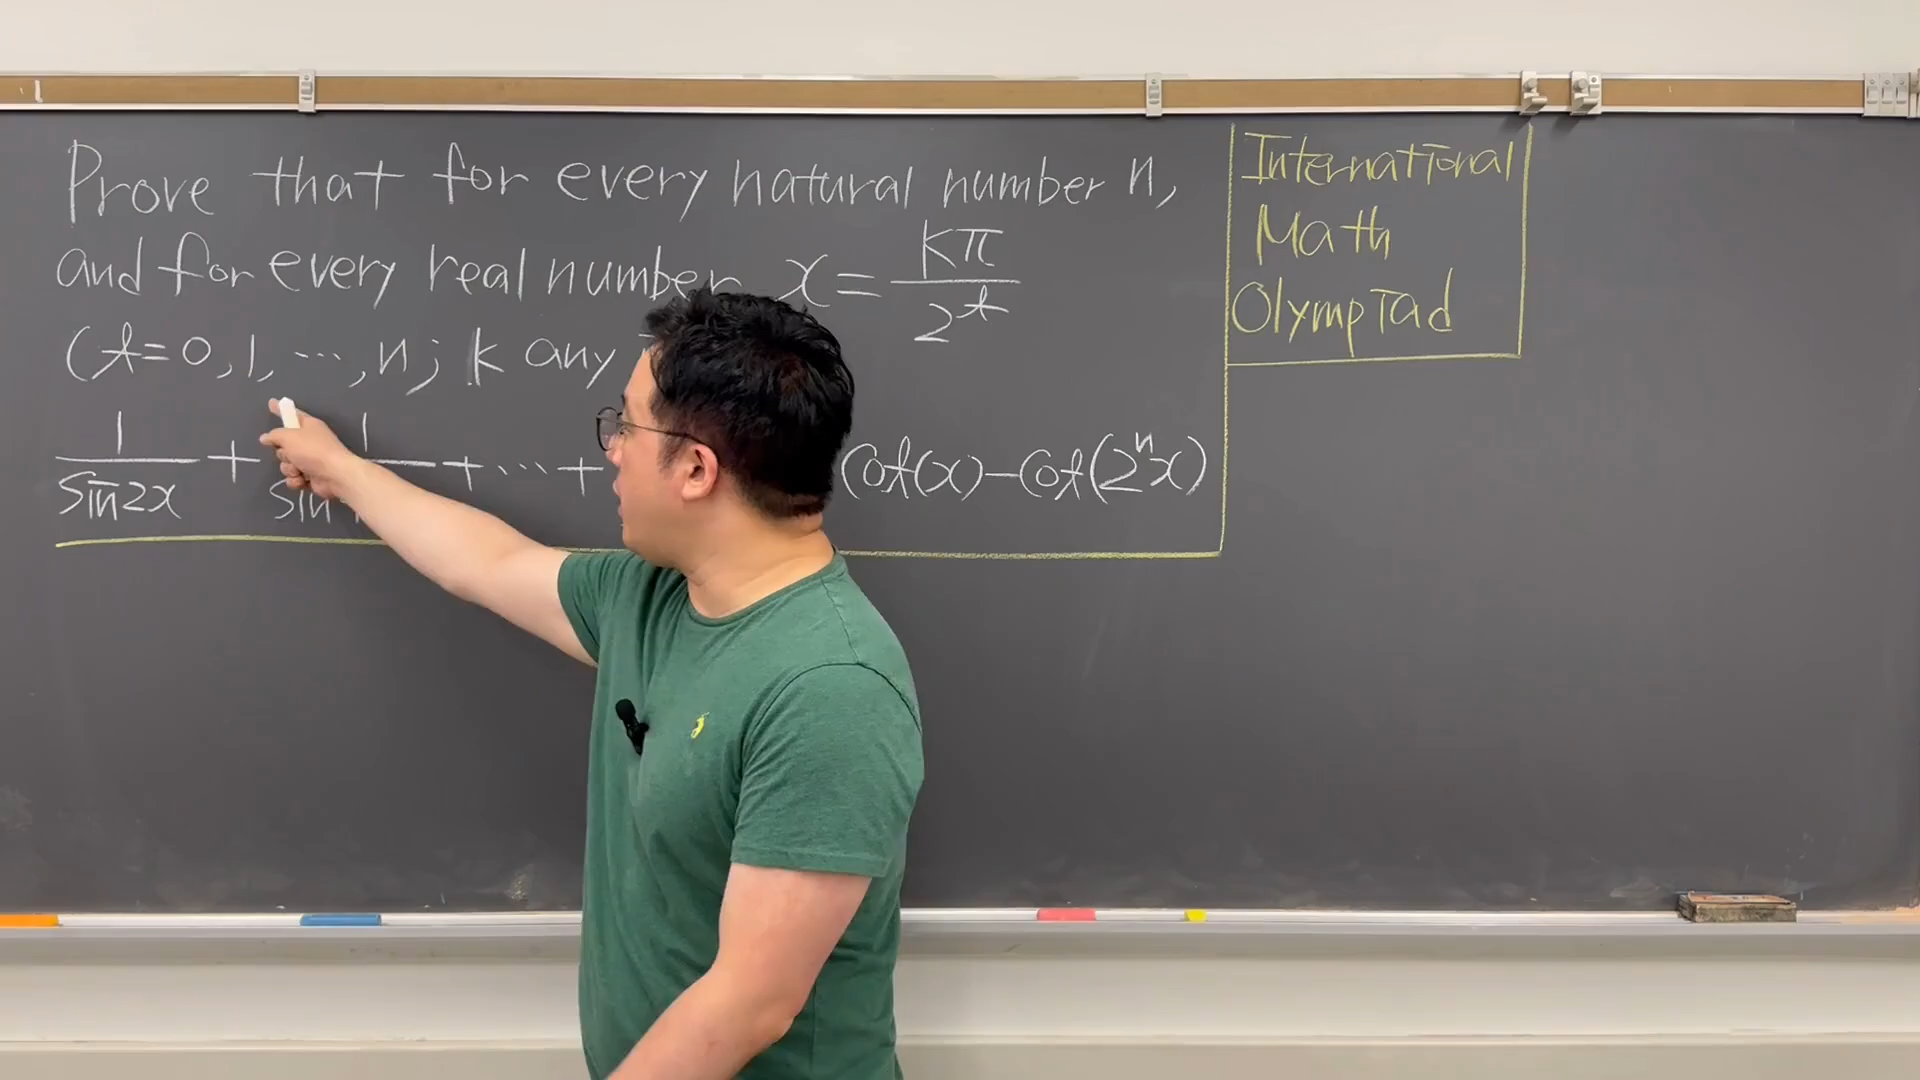 Prove that for every natural number n,
and for every real number x = kπ/2^t
(t=0,1,...,n; k any
1/sin2x + 1/sin + ... + cot(x)-cot(2^n x)
International
Math
Olympiad